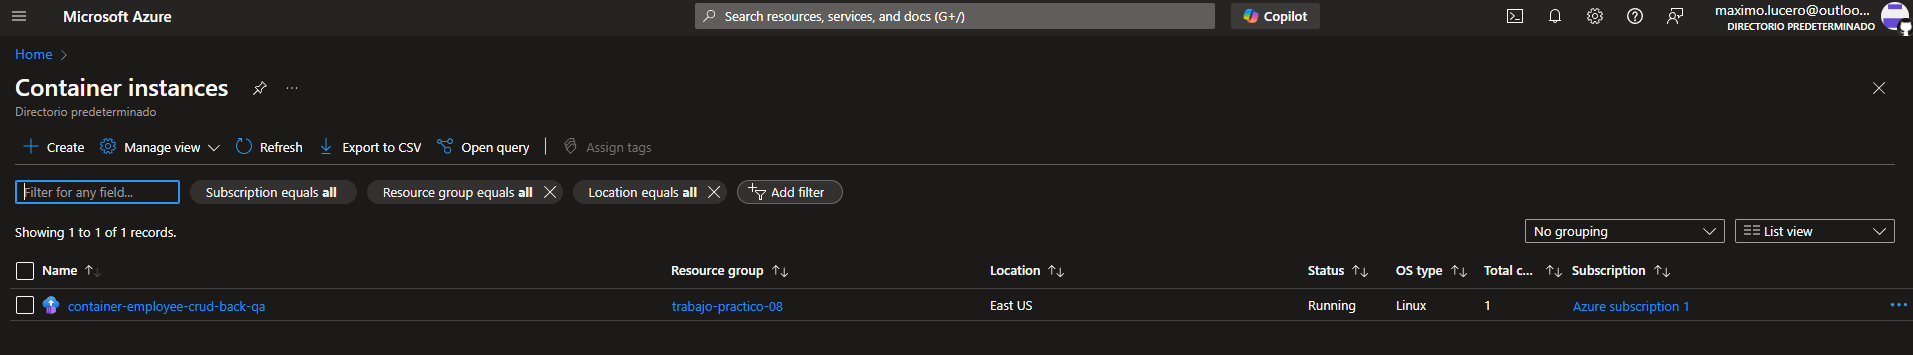 Microsoft Azure
Search resources, services, and docs (G+/)
Copilot
maximo.lucero@outloo...
DIRECTORIO PREDETERMINADO
Home
Container instances
Directorio predeterminado
Create
Manage view
Refresh
Export to CSV
Open query
Assign tags
Filter for any field...
Subscription equals all
Resource group equals all
Location equals all
Add filter
Showing 1 to 1 of 1 records.
No grouping
List view
Name
Resource group
Location
Status
OS type
Total c...
Subscription
container-employee-crud-back-qa
trabajo-practico-08
East US
Running
Linux
1
Azure subscription 1